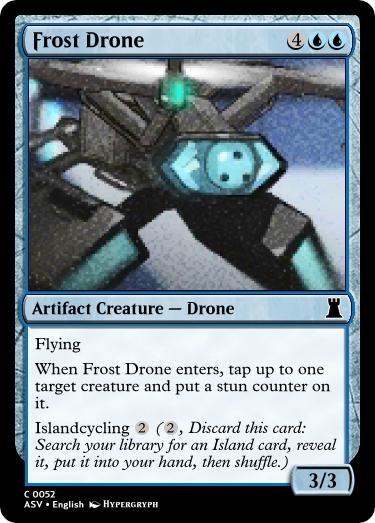 Frost Drone 4
Artifact Creature — Drone
Flying
When Frost Drone enters, tap up to one
target creature and put a stun counter on
it.
Islandcycling 2 (2, Discard this card:
Search your library for an Island card, reveal
it, put it into your hand, then shuffle.)
3/3
C 0052
ASV • English HYPERGRYPH